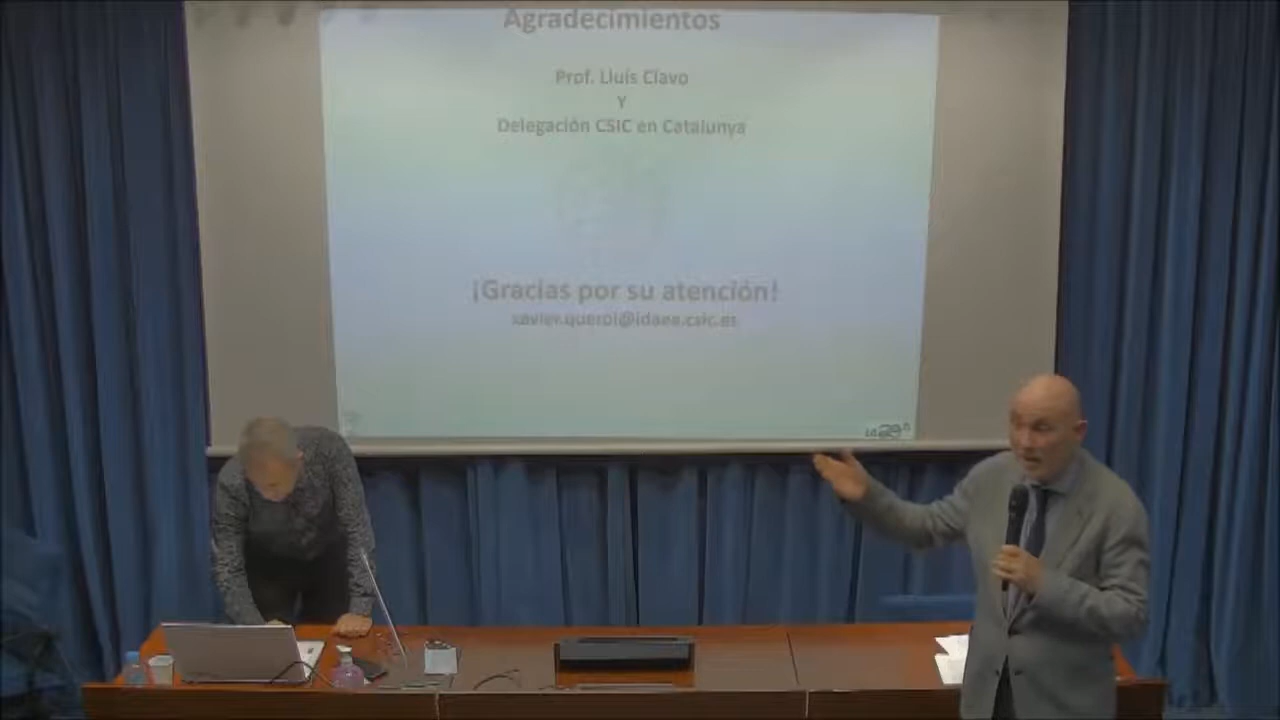 Agradecimientos
Prof. Lluís Clavo
Y
Delegación CSIC en Catalunya
¡Gracias por su atención!
xavier.querol@idaea.csic.es